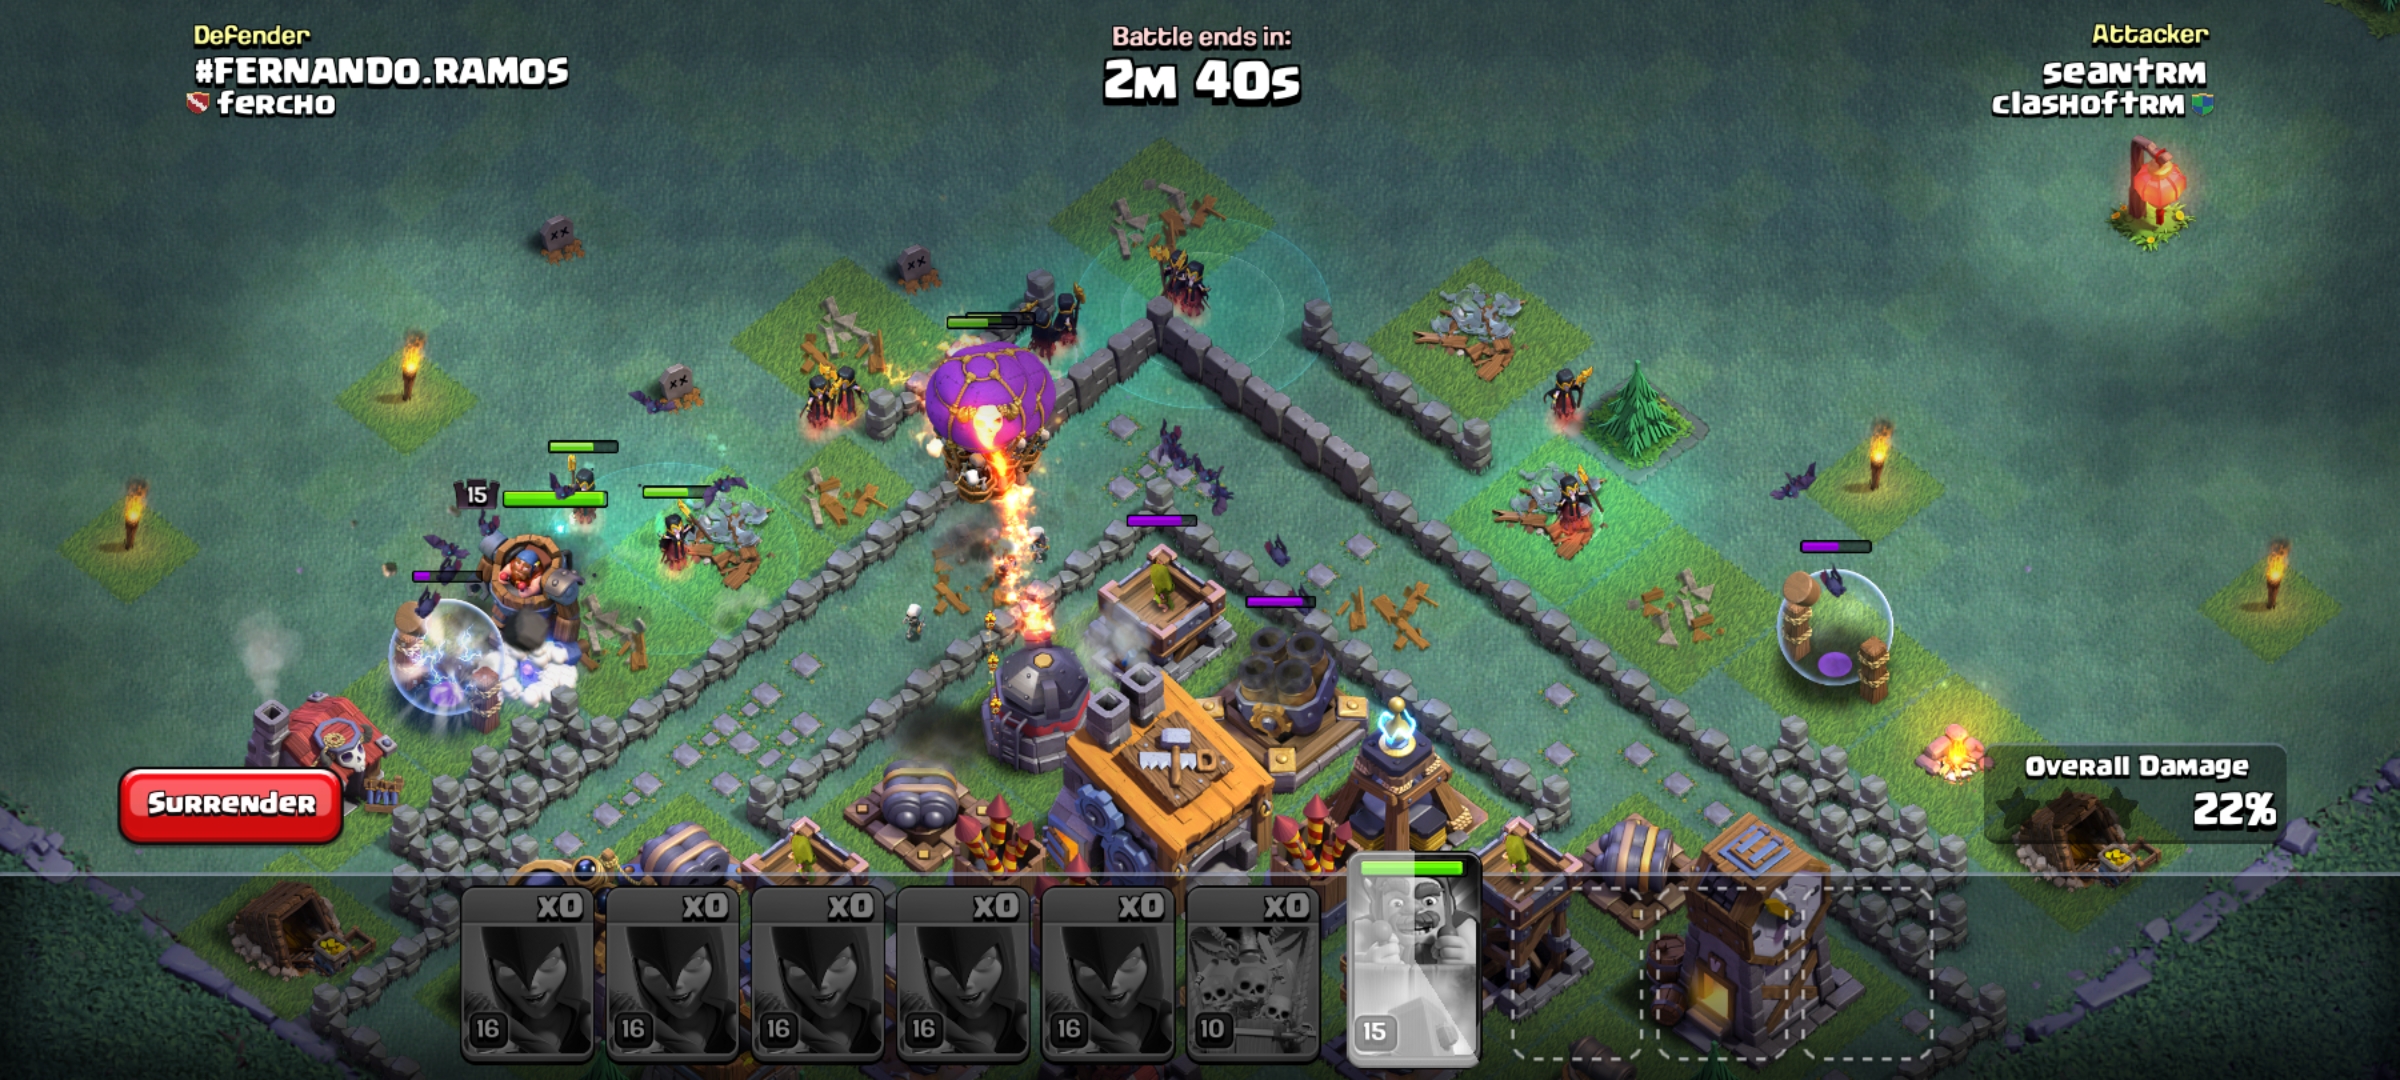 Defender
#FERNANDO.RAMOS
fercho
Battle ends in:
2m 40s
Attacker
seantrm
clashoftrm
15
Surrender
Overall Damage
22%
x0
x0
x0
x0
x0
x0
16
16
16
16
16
10
15